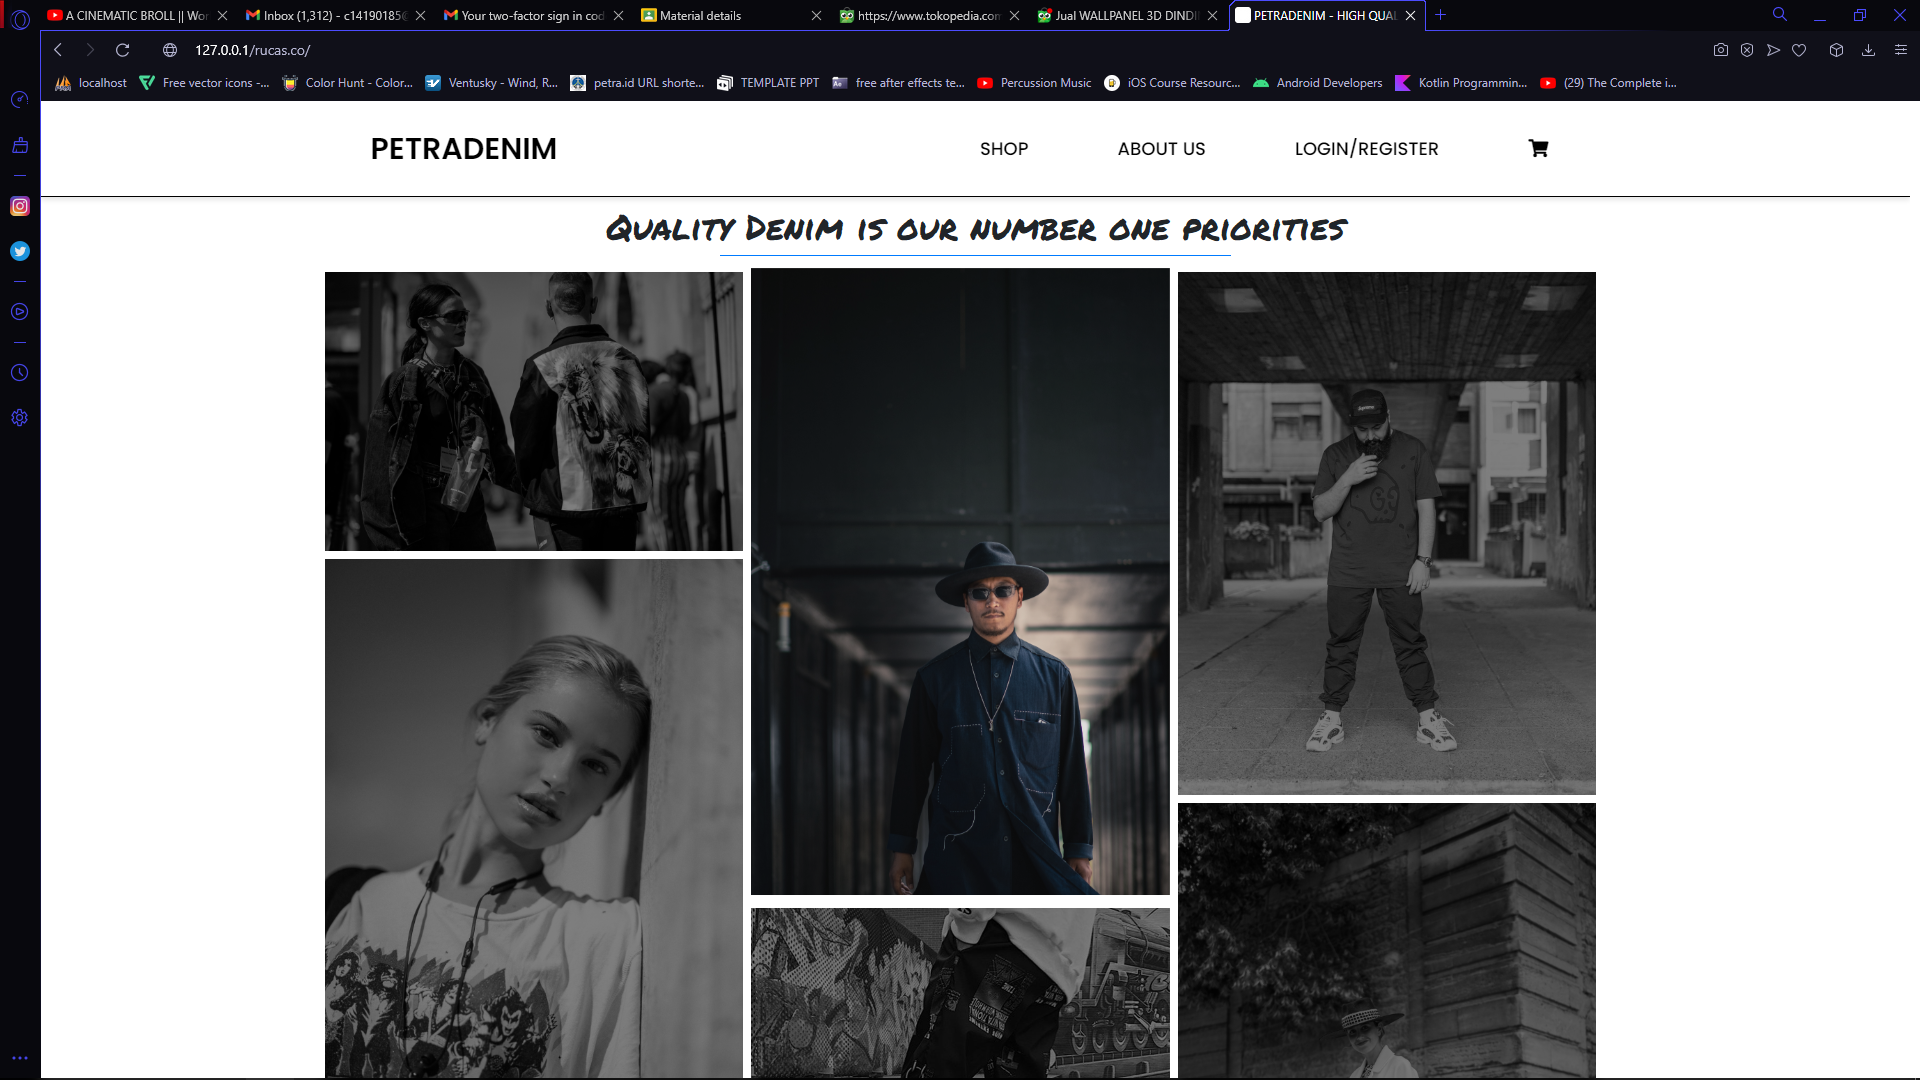 A CINEMATIC BROLL || Wor
Inbox (1,312) - c14190185@
Your two-factor sign in cod
Material details
https://www.tokopedia.com
Jual WALLPANEL 3D DINDI
PETRADENIM - HIGH QUAL
127.0.0.1/rucas.co/
localhost
Free vector icons -...
Color Hunt - Color...
Ventusky - Wind, R...
petra.id URL shorte...
TEMPLATE PPT
free after effects te...
Percussion Music
iOS Course Resourc...
Android Developers
Kotlin Programmin...
(29) The Complete i...
PETRADENIM
SHOP
ABOUT US
LOGIN/REGISTER
Quality Denim is our number one priorities